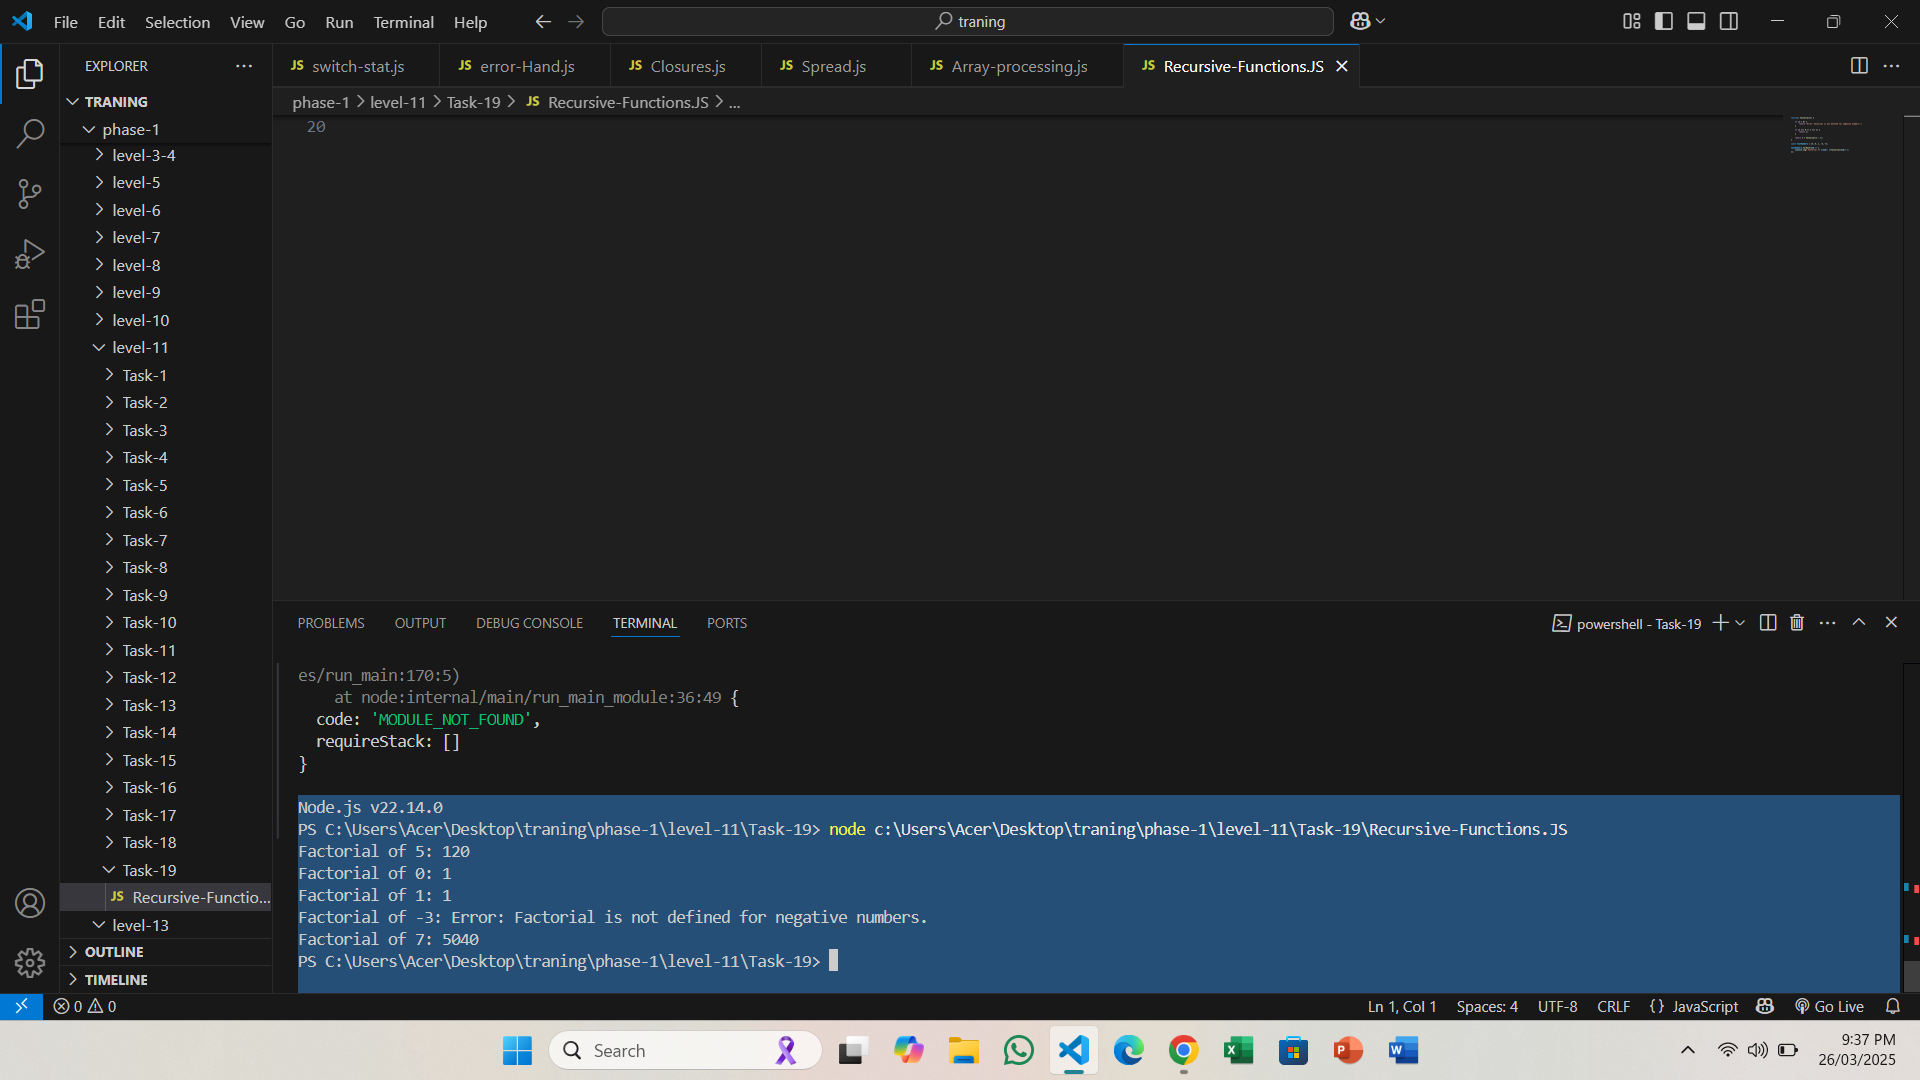 File Edit Selection View Go Run Terminal Help
traning
EXPLORER
JS switch-stat.js
JS error-Hand.js
JS Closures.js
JS Spread.js
JS Array-processing.js
JS Recursive-Functions.JS
phase-1 > level-11 > Task-19 > JS Recursive-Functions.JS > ...
TRANING
phase-1
level-3-4
level-5
level-6
level-7
level-8
level-9
level-10
level-11
Task-1
Task-2
Task-3
Task-4
Task-5
Task-6
Task-7
Task-8
Task-9
Task-10
Task-11
Task-12
Task-13
Task-14
Task-15
Task-16
Task-17
Task-18
Task-19
JS Recursive-Functio...
level-13
OUTLINE
TIMELINE
20
PROBLEMS OUTPUT DEBUG CONSOLE TERMINAL PORTS
powershell - Task-19
es/run_main:170:5)
at node:internal/main/run_main_module:36:49 {
code: 'MODULE_NOT_FOUND',
requireStack: []
}
Node.js v22.14.0
PS C:\Users\Acer\Desktop\traning\phase-1\level-11\Task-19> node c:\Users\Acer\Desktop\traning\phase-1\level-11\Task-19\Recursive-Functions.JS
Factorial of 5: 120
Factorial of 0: 1
Factorial of 1: 1
Factorial of -3: Error: Factorial is not defined for negative numbers.
Factorial of 7: 5040
PS C:\Users\Acer\Desktop\traning\phase-1\level-11\Task-19>
0 0
Ln 1, Col 1 Spaces: 4 UTF-8 CRLF {} JavaScript Go Live
Search
9:37 PM
26/03/2025